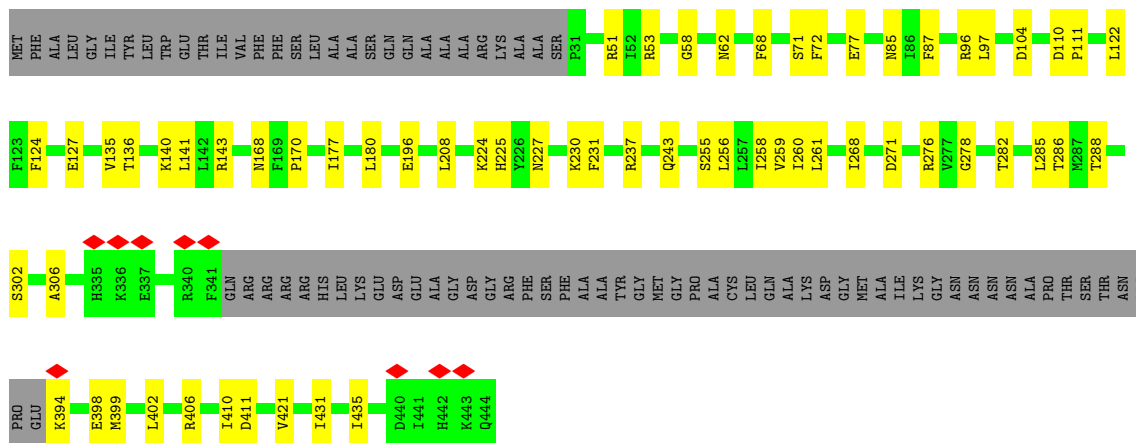 MET PHE ALA LEU GLY ILE TYR LEU TRP GLU THR ILE VAL PHE PHE SER LEU ALA ALA SER GLN GLN ALA ALA ALA ARG LYS ALA ALA SER P31 R51 I52 R53 G58 N62 F68 S71 F72 E77 N85 I86 F87 R96 L97 D104 D110 P111 L122
F123 F124 E127 V135 T136 K140 L141 L142 R143 N168 F169 P170 I177 L180 E196 L208 K224 H225 Y226 N227 K230 F231 R237 Q243 S255 L256 L257 I258 V259 I260 L261 I268 D271 R276 V277 G278 T282 L285 T286 M287 T288
S302 A306 H335 K336 E337 R340 F341 GLN ARG ARG ARG ARG HIS LEU LYS GLU ASP GLU ALA GLY ASP GLY ARG PHE SER PHE ALA ALA TYR GLY MET GLY PRO ALA CYS LEU GLN ALA LYS ASP GLY MET ALA ILE LYS GLY ASN ASN ASN ASN ALA PRO THR SER THR ASN
PRO GLU K394 E398 M399 L402 R406 I410 D411 V421 I431 I435 D440 I441 H442 K443 Q444